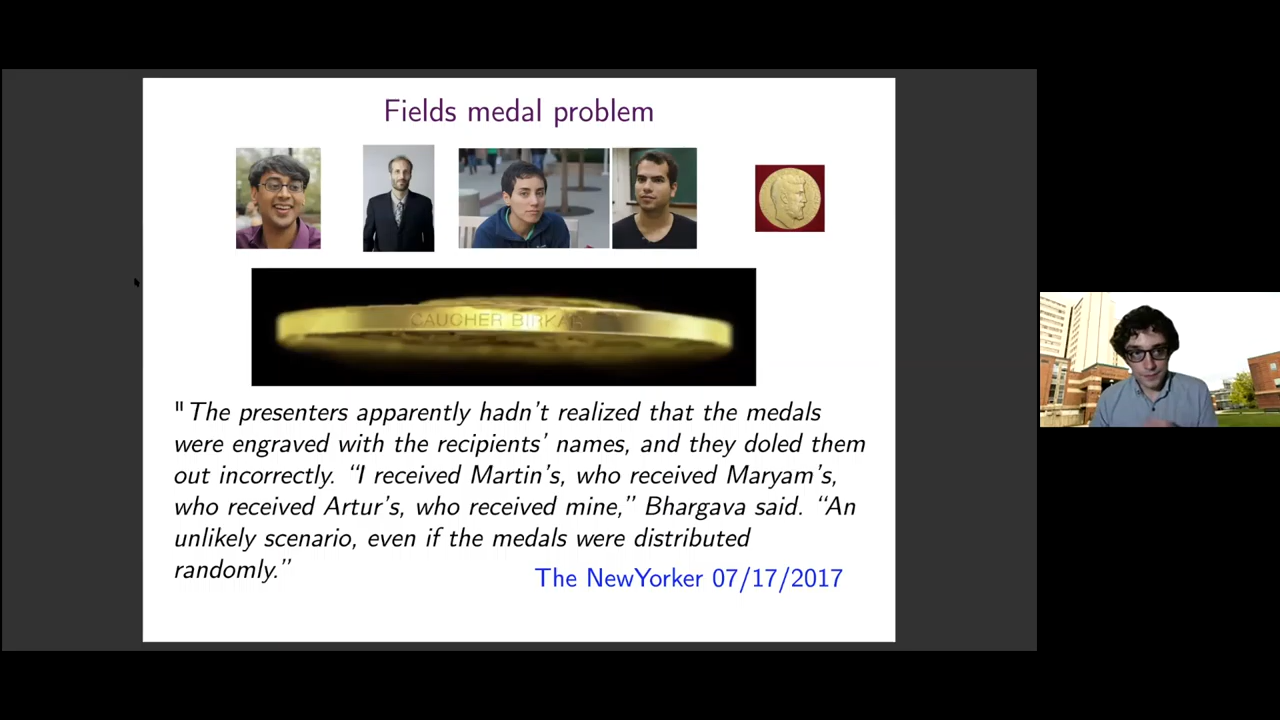 Fields medal problem
CAUCHER BIRKAR
"The presenters apparently hadn't realized that the medals
were engraved with the recipients' names, and they doled them
out incorrectly. “I received Martin's, who received Maryam's,
who received Artur's, who received mine,” Bhargava said. “An
unlikely scenario, even if the medals were distributed
randomly.”
The NewYorker 07/17/2017